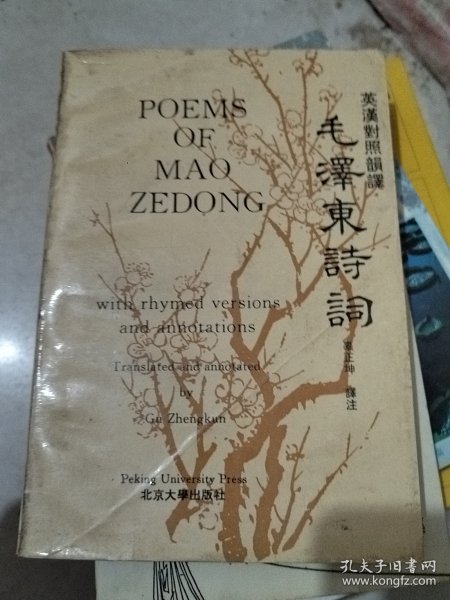 POEMS
OF
MAO
ZEDONG
with rhymed versions
and annotations
Translated and annotated
by
Gu Zhengkun
Peking University Press
北京大學出版社
英漢對照韻譯
毛澤東詩詞
辜正坤 譯注
孔夫子旧书网
www.kongfz.com